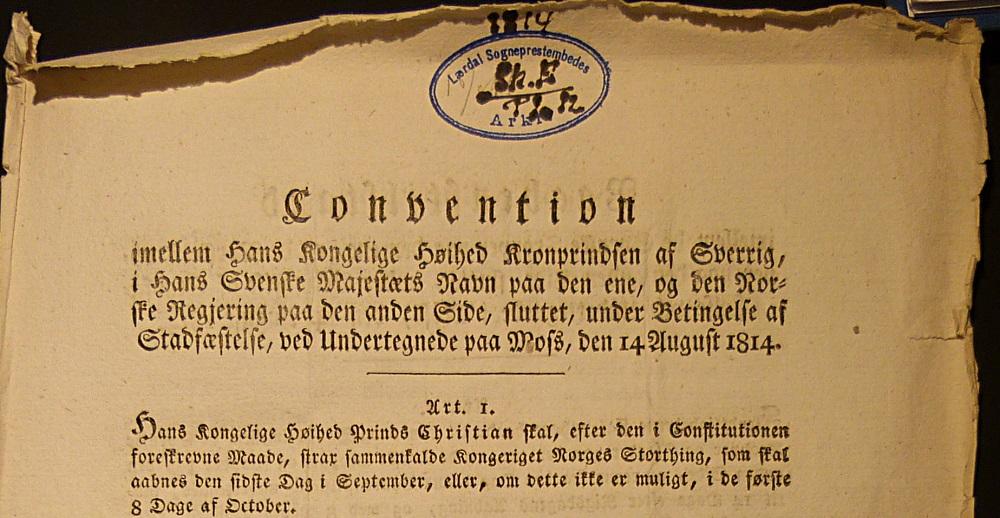 1814
Lærdal Sogneprestembedes
Sk. E
Arkiv
Convention
imellem Hans Kongelige Høihed Kronprindsen af Sverrig,
i Hans Svenske Majestæts Navn paa den ene, og den Nor-
ske Regjering paa den anden Side, sluttet, under Betingelse af
Stadfæstelse, ved Undertegnede paa Moss, den 14 August 1814.
Art. 1.
Hans Kongelige Høihed Prinds Christian skal, efter den i Constitutionen
foreskrevne Maade, strax sammenkalde Kongeriget Norges Storthing, som skal
aabnes den sidste Dag i September, eller, om dette ikke er muligt, i de første
8 Dage af October.